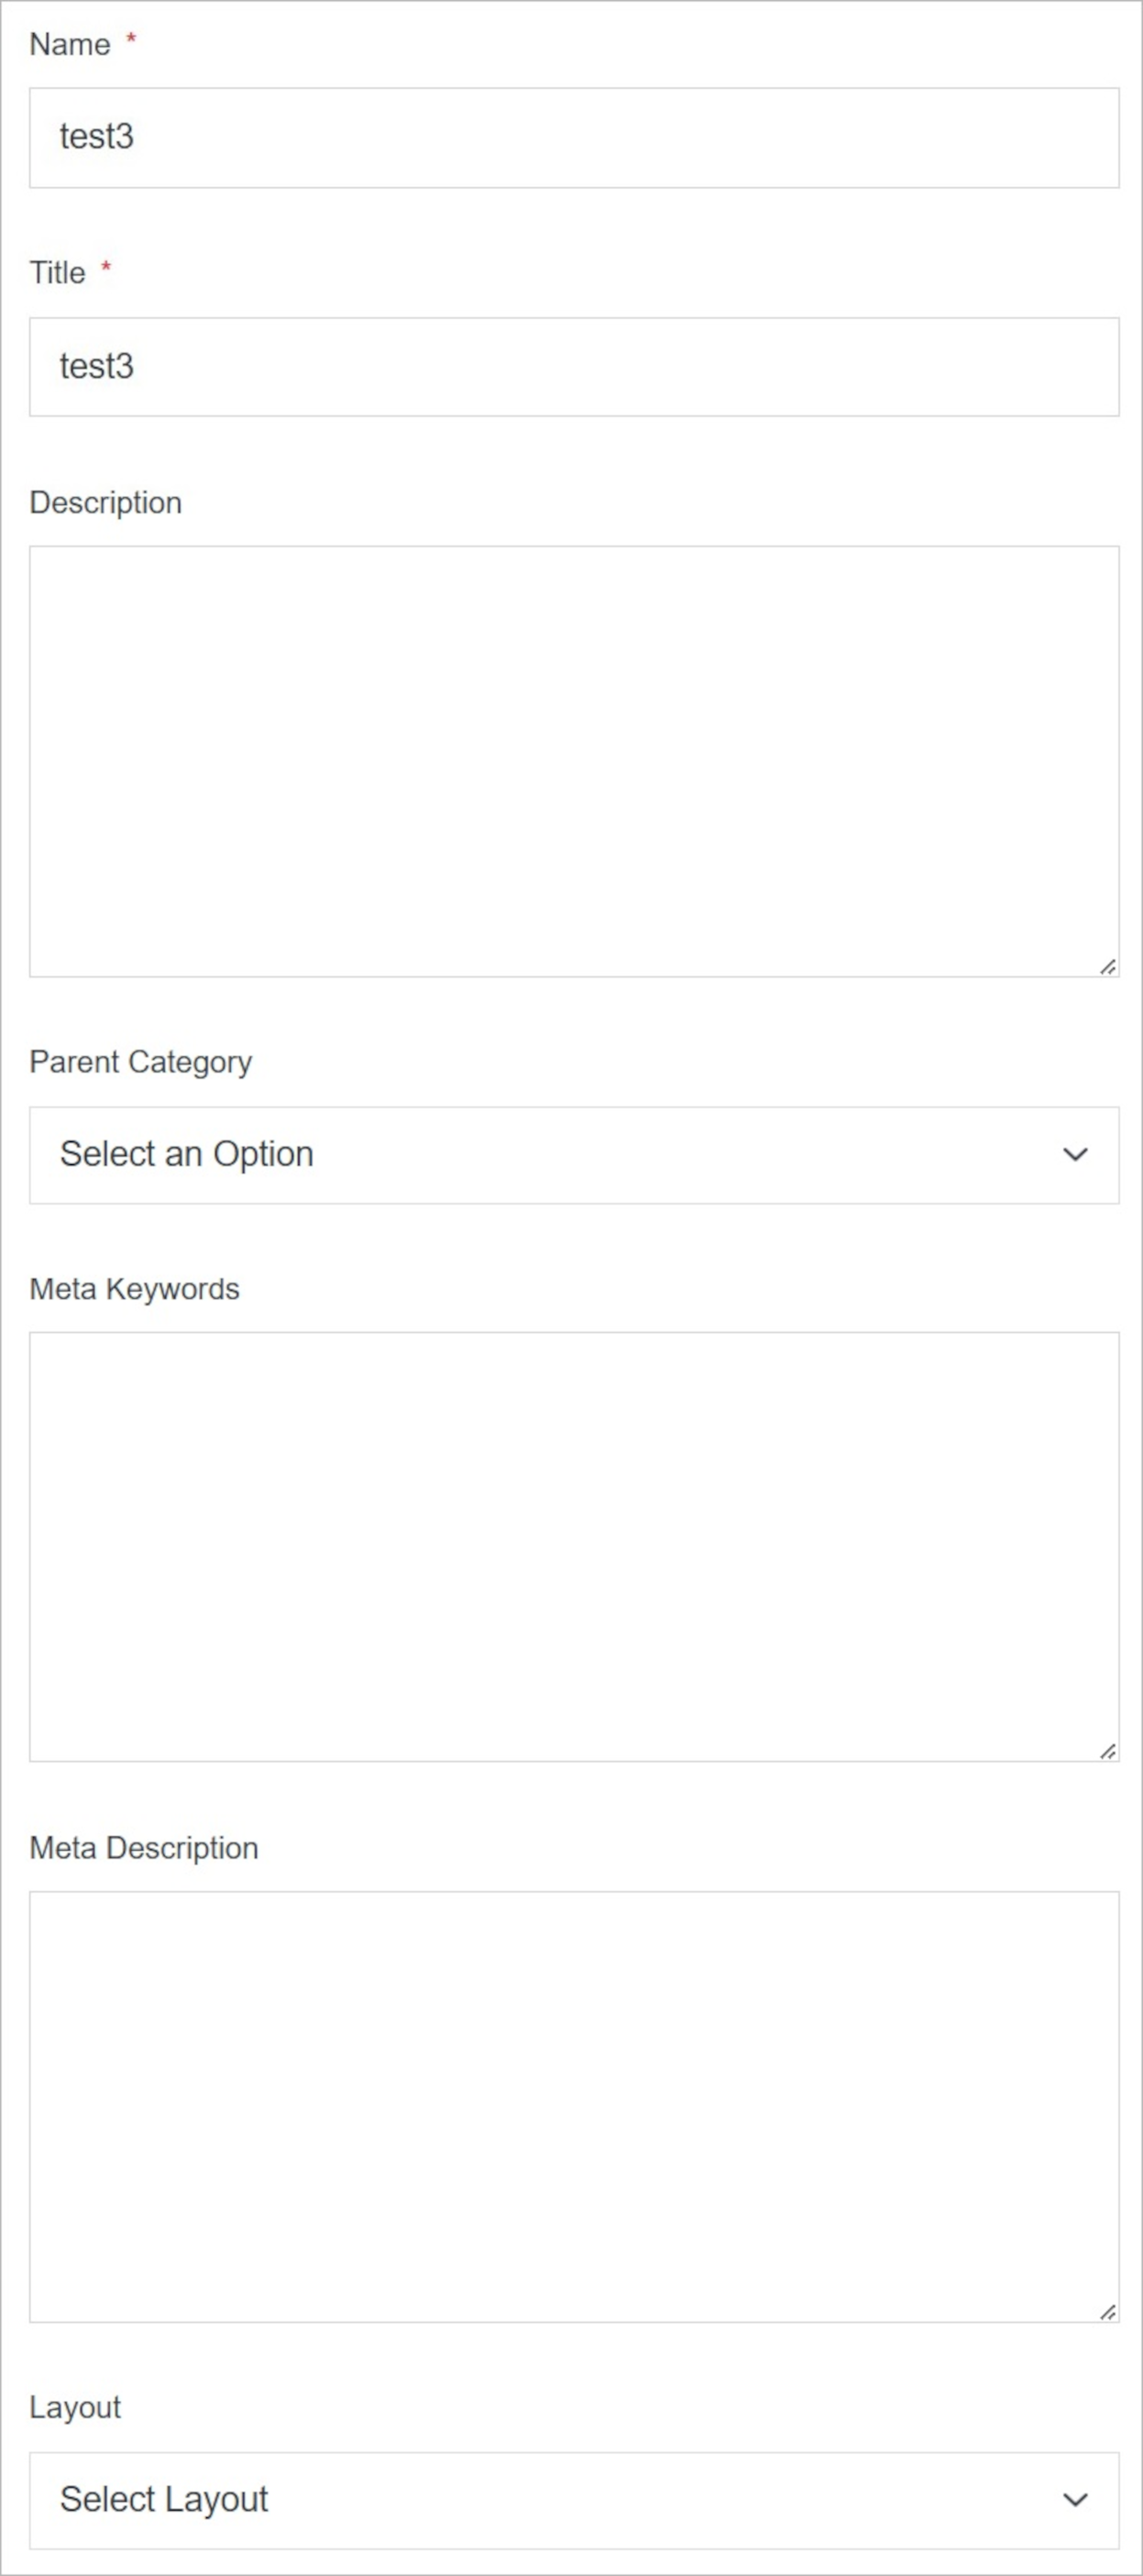 Name *
test3
Title *
test3
Description
Parent Category
Select an Option
Meta Keywords
Meta Description
Layout
Select Layout